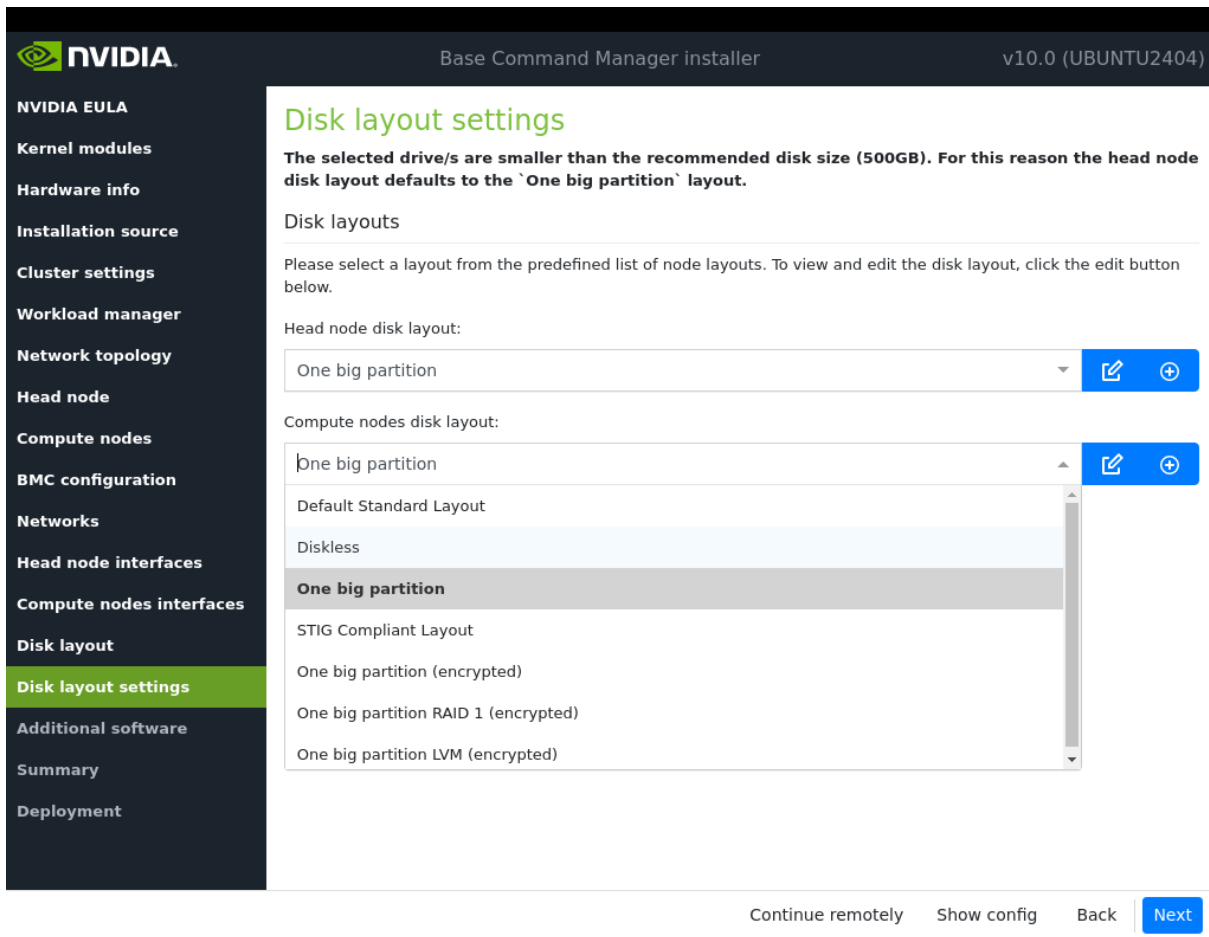 NVIDIA.
Base Command Manager installer
v10.0 (UBUNTU2404)
NVIDIA EULA
Kernel modules
Hardware info
Installation source
Cluster settings
Workload manager
Network topology
Head node
Compute nodes
BMC configuration
Networks
Head node interfaces
Compute nodes interfaces
Disk layout
Disk layout settings
Additional software
Summary
Deployment
Disk layout settings
The selected drive/s are smaller than the recommended disk size (500GB). For this reason the head node
disk layout defaults to the `One big partition` layout.
Disk layouts
Please select a layout from the predefined list of node layouts. To view and edit the disk layout, click the edit button
below.
Head node disk layout:
One big partition
Compute nodes disk layout:
One big partition
Default Standard Layout
Diskless
One big partition
STIG Compliant Layout
One big partition (encrypted)
One big partition RAID 1 (encrypted)
One big partition LVM (encrypted)
Continue remotely
Show config
Back
Next